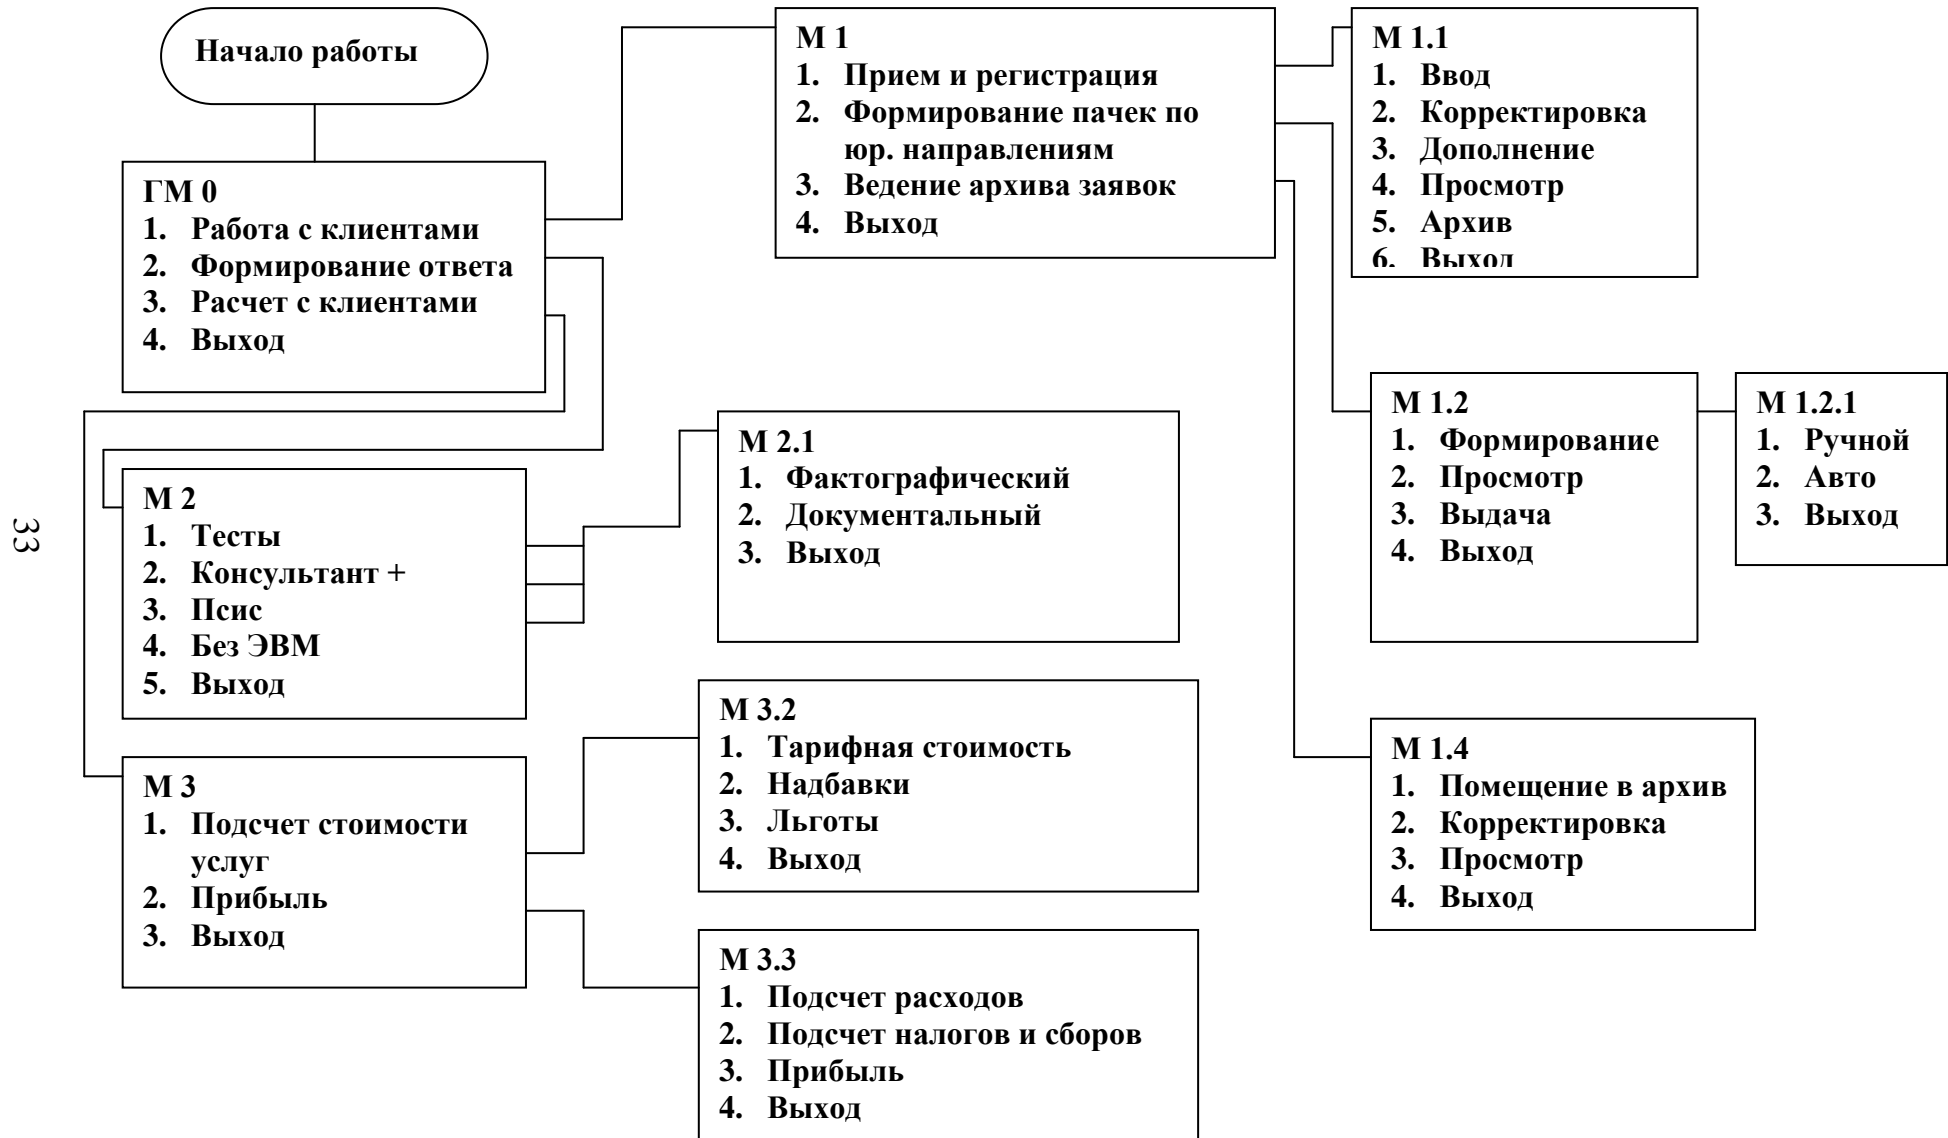 Начало работы
ГМ 0
1. Работа с клиентами
2. Формирование ответа
3. Расчет с клиентами
4. Выход
М 1
1. Прием и регистрация
2. Формирование пачек по
юр. направлениям
3. Ведение архива заявок
4. Выход
М 1.1
1. Ввод
2. Корректировка
3. Дополнение
4. Просмотр
5. Архив
6. Выход
М 1.2
1. Формирование
2. Просмотр
3. Выдача
4. Выход
М 1.2.1
1. Ручной
2. Авто
3. Выход
М 2
1. Тесты
2. Консультант +
3. Псис
4. Без ЭВМ
5. Выход
М 2.1
1. Фактографический
2. Документальный
3. Выход
М 1.4
1. Помещение в архив
2. Корректировка
3. Просмотр
4. Выход
М 3
1. Подсчет стоимости
услуг
2. Прибыль
3. Выход
М 3.2
1. Тарифная стоимость
2. Надбавки
3. Льготы
4. Выход
М 3.3
1. Подсчет расходов
2. Подсчет налогов и сборов
3. Прибыль
4. Выход
33